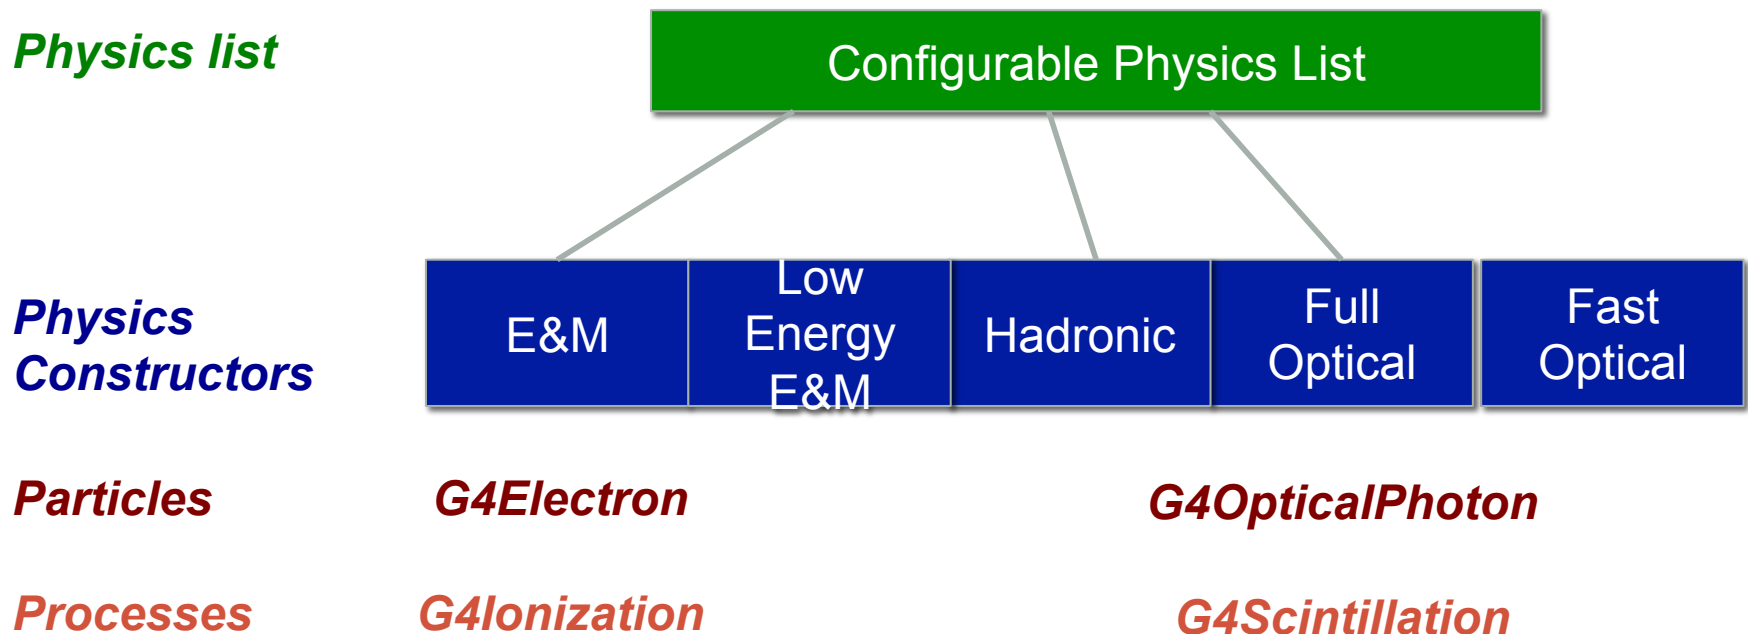 Physics list
Configurable Physics List
Physics
Constructors
E&M
Low
Energy
E&M
Hadronic
Full
Optical
Fast
Optical
Particles
G4Electron
G4OpticalPhoton
Processes
G4Ionization
G4Scintillation